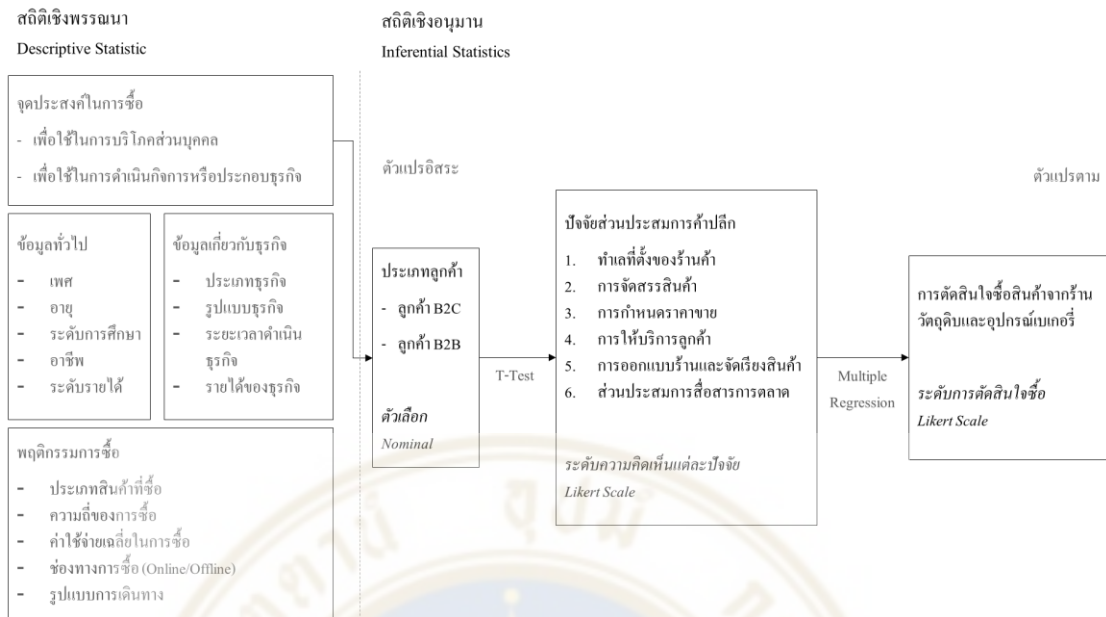 สถิติเชิงพรรณนา
Descriptive Statistic
สถิติเชิงอนุมาน
Inferential Statistics
จุดประสงค์ในการซื้อ
- เพื่อใช้ในการบริโภคส่วนบุคคล
- เพื่อใช้ในการดำเนินกิจการหรือประกอบธุรกิจ
ข้อมูลทั่วไป
- เพศ
- อายุ
- ระดับการศึกษา
- อาชีพ
- ระดับรายได้
ข้อมูลเกี่ยวกับธุรกิจ
- ประเภทธุรกิจ
- รูปแบบธุรกิจ
- ระยะเวลาดำเนิน
ธุรกิจ
- รายได้ของธุรกิจ
พฤติกรรมการซื้อ
- ประเภทสินค้าที่ซื้อ
- ความถี่ของการซื้อ
- ค่าใช้จ่ายเฉลี่ยในการซื้อ
- ช่องทางการซื้อ (Online/Offline)
- รูปแบบการเดินทาง
ตัวแปรอิสระ
ประเภทลูกค้า
- ลูกค้า B2C
- ลูกค้า B2B
ตัวเลือก
Nominal
T-Test
ปัจจัยส่วนประสมการค้าปลีก
1. ทำเลที่ตั้งของร้านค้า
2. การจัดสรรสินค้า
3. การกำหนดราคาขาย
4. การให้บริการลูกค้า
5. การออกแบบร้านและจัดเรียงสินค้า
6. ส่วนประสมการสื่อสารการตลาด
ระดับความคิดเห็นแต่ละปัจจัย
Likert Scale
Multiple
Regression
ตัวแปรตาม
การตัดสินใจซื้อสินค้าจากร้าน
วัตถุดิบและอุปกรณ์เบเกอรี่
ระดับการตัดสินใจซื้อ
Likert Scale